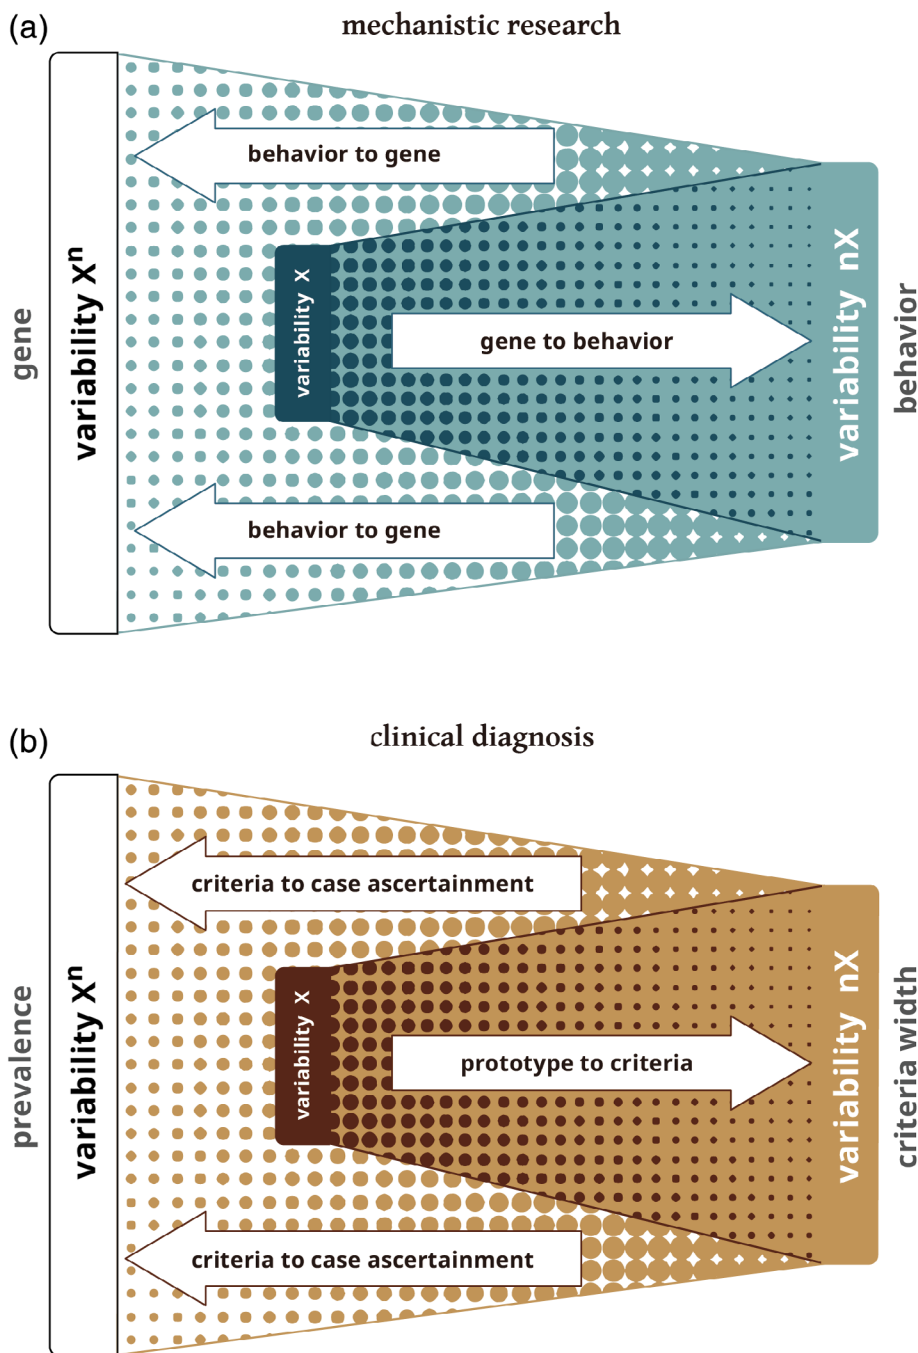 (a)
mechanistic research
behavior to gene
gene
variability Xⁿ
variability X
gene to behavior
variability nX
behavior
behavior to gene
(b)
clinical diagnosis
criteria to case ascertainment
prevalence
variability Xⁿ
variability X
prototype to criteria
variability nX
criteria width
criteria to case ascertainment